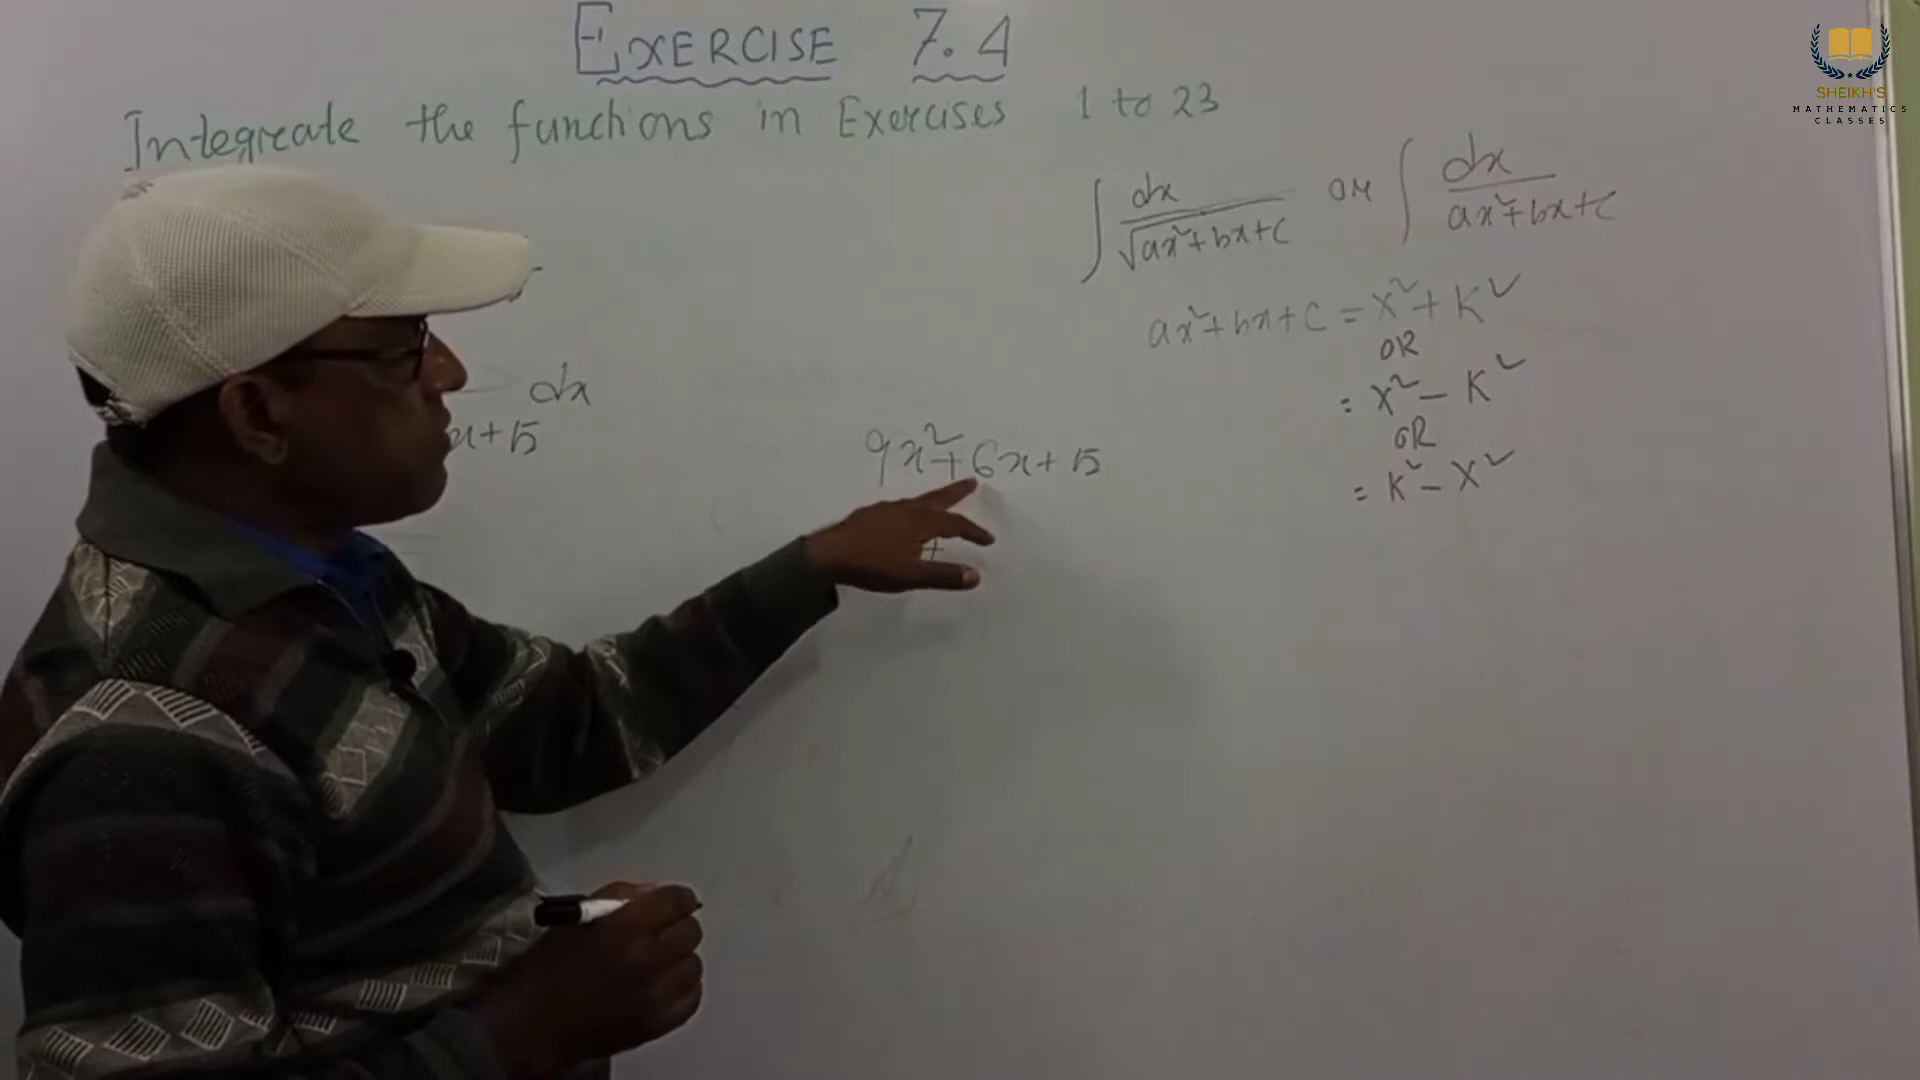 EXERCISE 7.4
SHEIKH'S
MATHEMATICS
CLASSES
Integreate the functions in Exercises 1 to 23
∫ dx / √ax²+bx+c OR ∫ dx / ax²+bx+c
ax²+bx+c = X² + K²
OR
= X² - K²
OR
= K² - X²
dx
x+15
9x²+6x+15
+